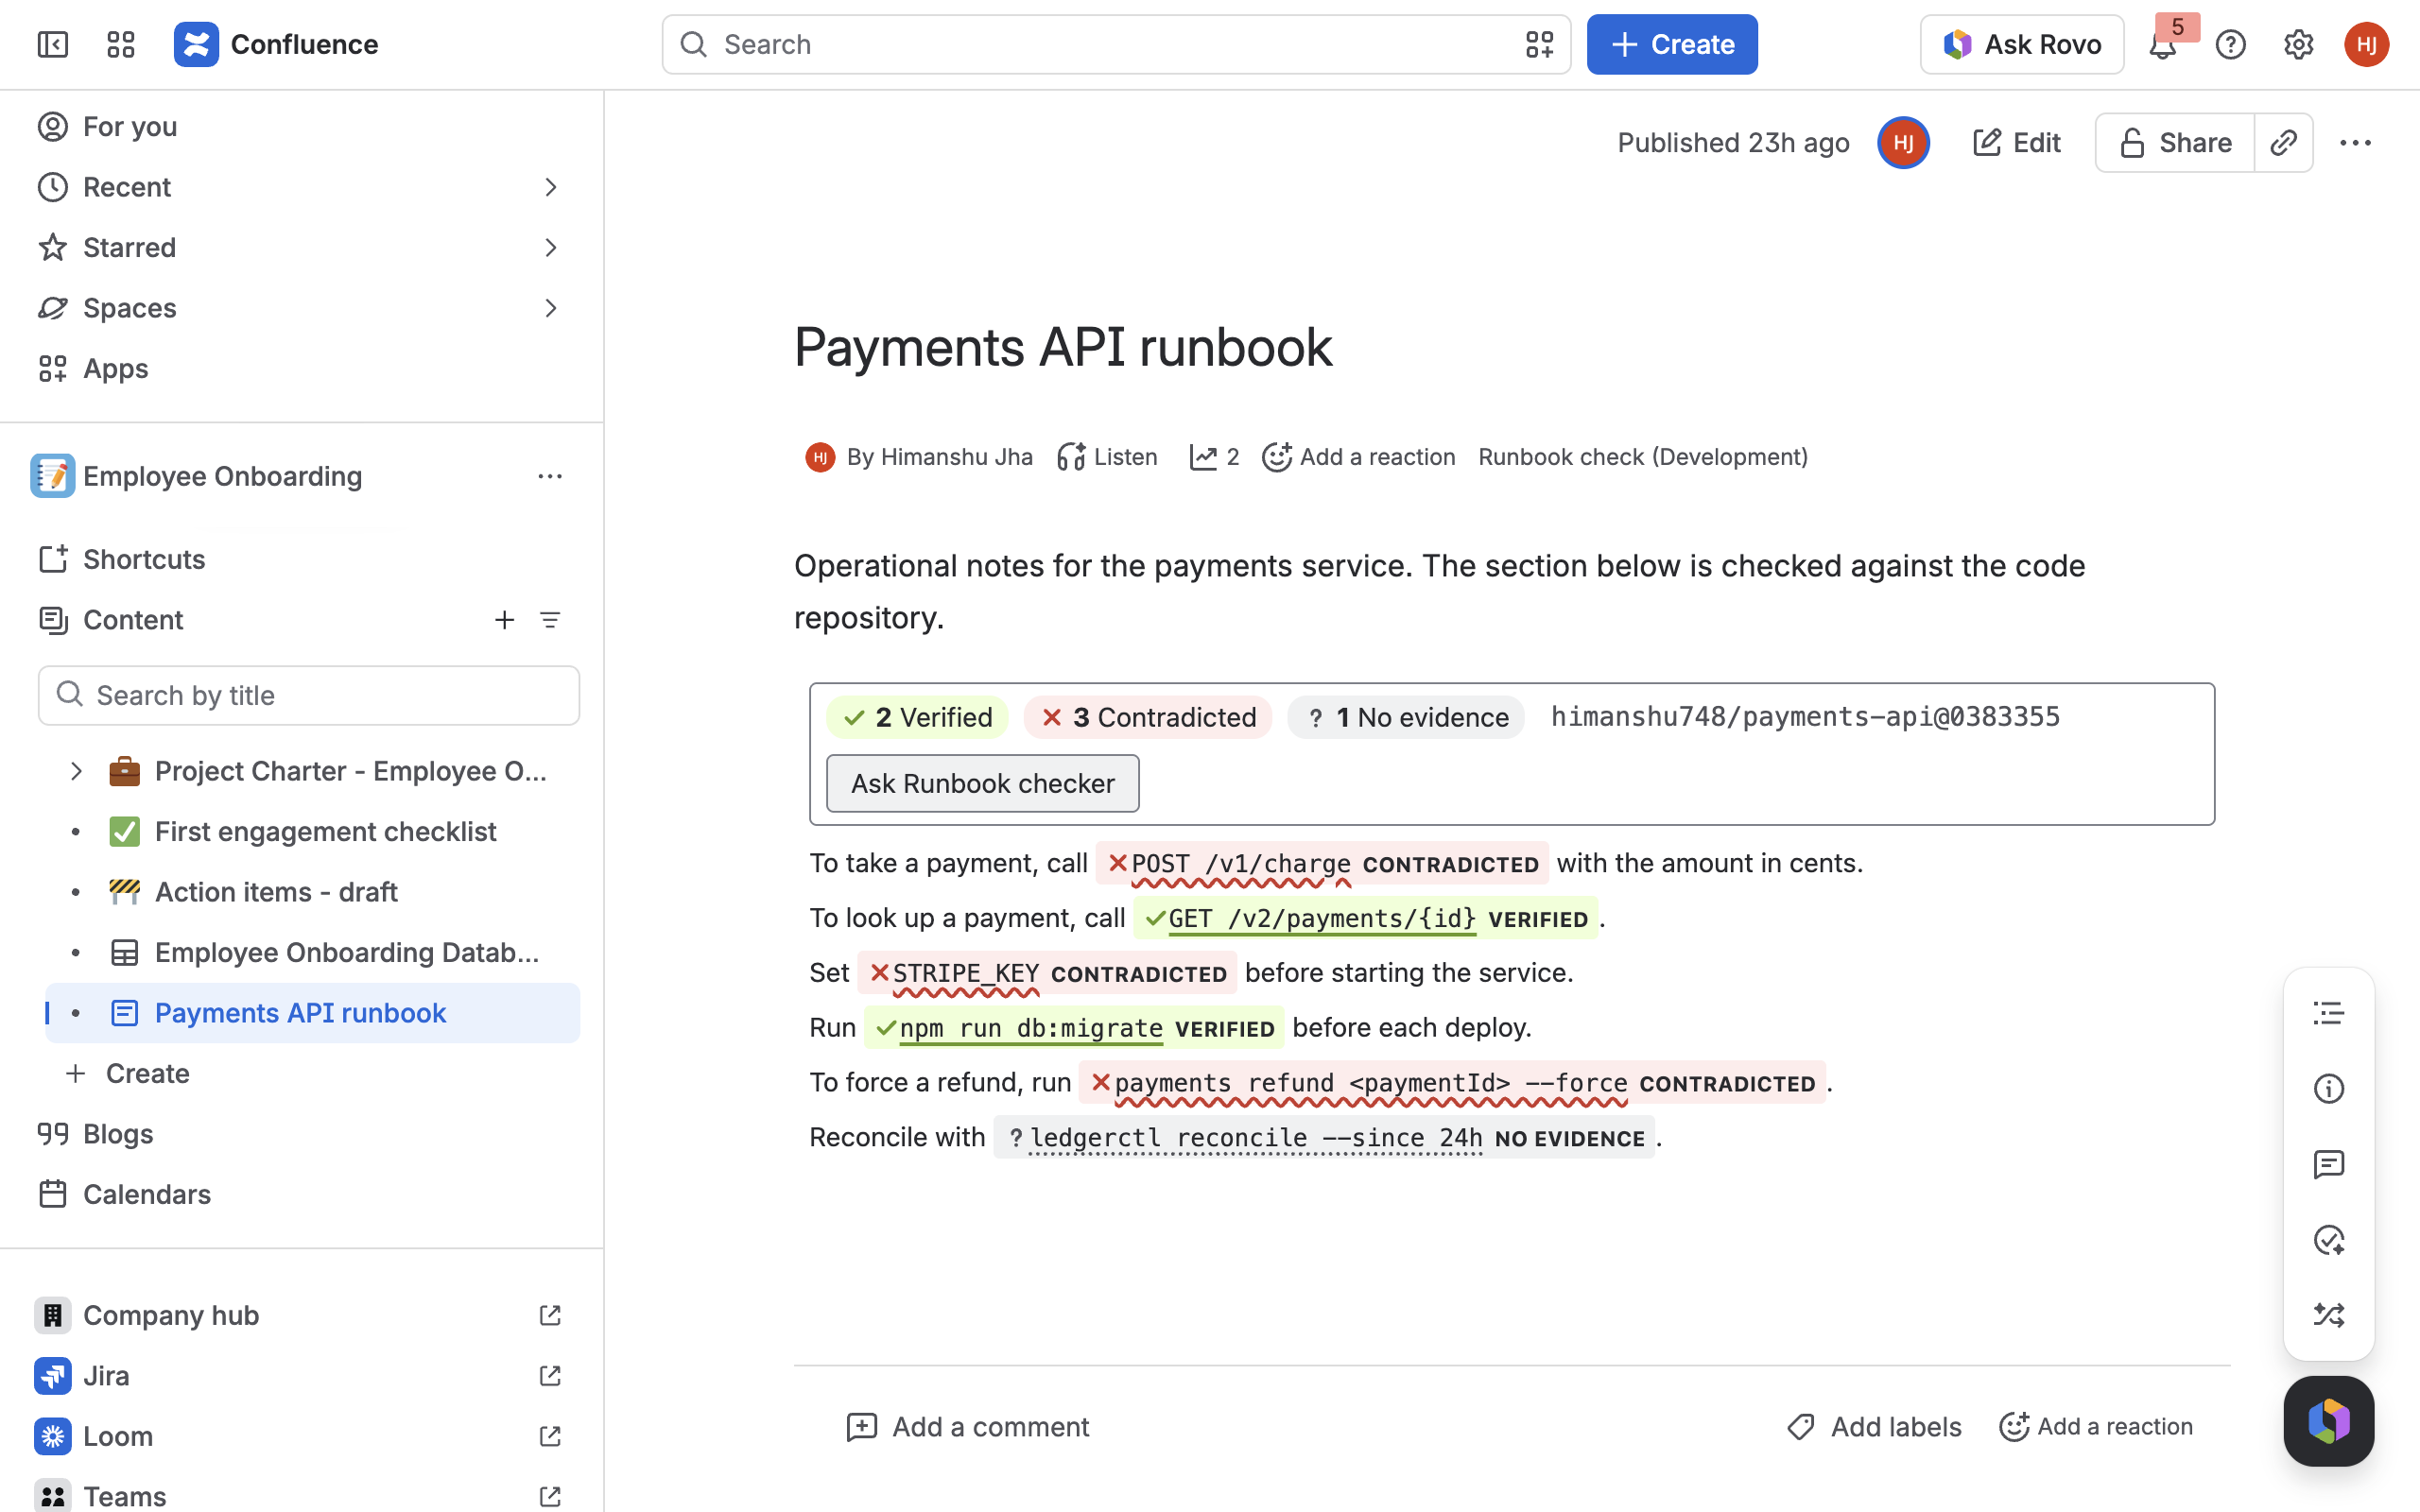 Confluence
Search
Create
Ask Rovo
5
HJ
For you
Recent
Starred
Spaces
Apps
Employee Onboarding
Shortcuts
Content
Search by title
Project Charter - Employee O...
First engagement checklist
Action items - draft
Employee Onboarding Datab...
Payments API runbook
Create
Blogs
Calendars
Company hub
Jira
Loom
Teams
Published 23h ago
HJ
Edit
Share
Payments API runbook
HJ By Himanshu Jha Listen 2 Add a reaction Runbook check (Development)
Operational notes for the payments service. The section below is checked against the code
repository.
2 Verified 3 Contradicted ? 1 No evidence himanshu748/payments-api@0383355
Ask Runbook checker
To take a payment, call POST /v1/charge CONTRADICTED with the amount in cents.
To look up a payment, call GET /v2/payments/{id} VERIFIED .
Set STRIPE_KEY CONTRADICTED before starting the service.
Run npm run db:migrate VERIFIED before each deploy.
To force a refund, run payments refund <paymentId> --force CONTRADICTED .
Reconcile with ? ledgerctl reconcile --since 24h NO EVIDENCE .
Add a comment
Add labels
Add a reaction